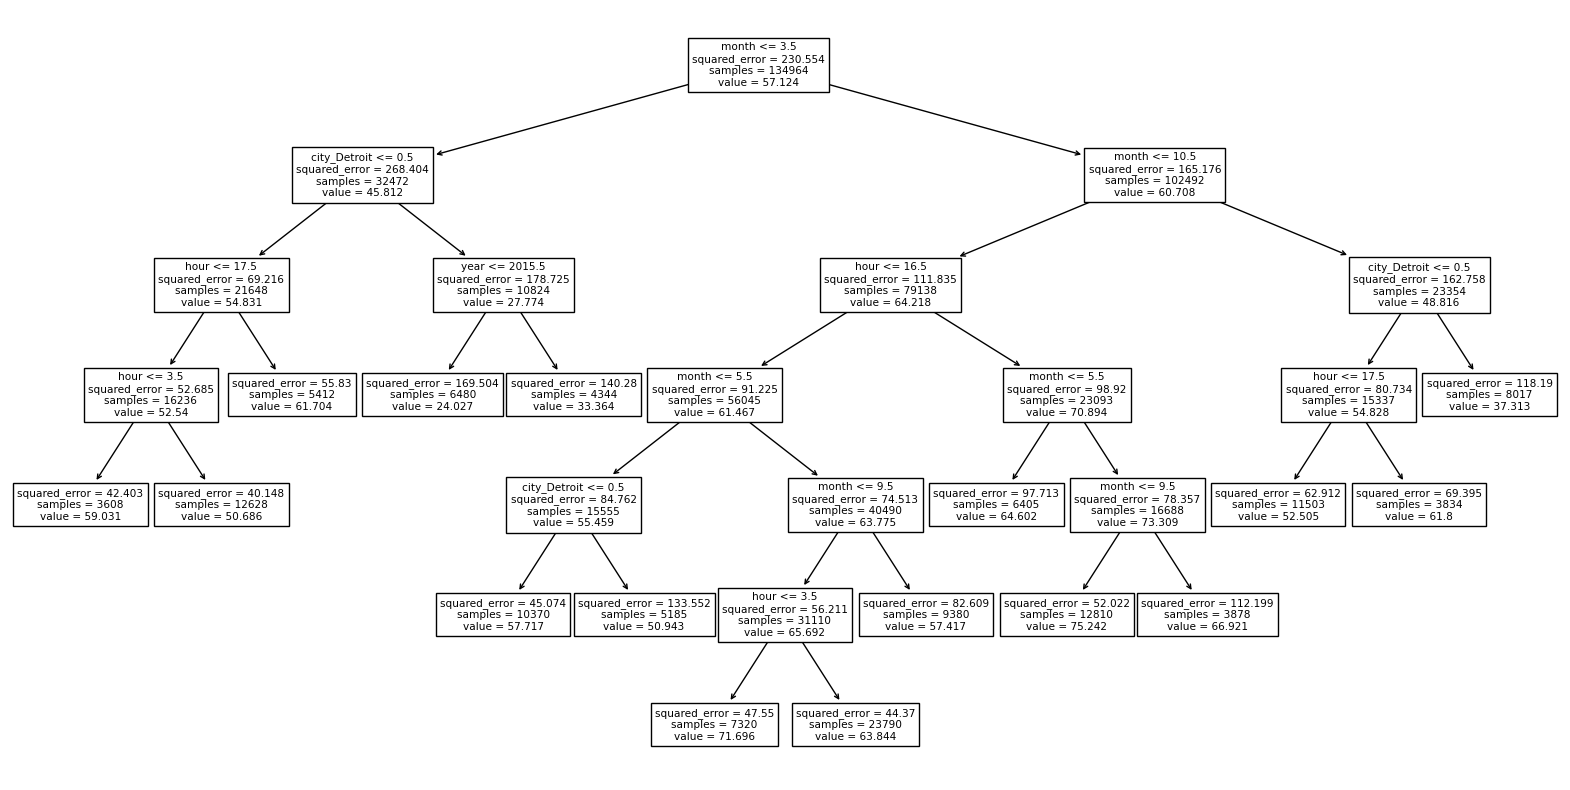 month <= 3.5
squared_error = 230.554
samples = 134964
value = 57.124
city_Detroit <= 0.5
squared_error = 268.404
samples = 32472
value = 45.812
month <= 10.5
squared_error = 165.176
samples = 102492
value = 60.708
hour <= 17.5
squared_error = 69.216
samples = 21648
value = 54.831
year <= 2015.5
squared_error = 178.725
samples = 10824
value = 27.774
hour <= 16.5
squared_error = 111.835
samples = 79138
value = 64.218
city_Detroit <= 0.5
squared_error = 162.758
samples = 23354
value = 48.816
hour <= 3.5
squared_error = 52.685
samples = 16236
value = 52.54
squared_error = 55.83
samples = 5412
value = 61.704
squared_error = 169.504
samples = 6480
value = 24.027
squared_error = 140.28
samples = 4344
value = 33.364
month <= 5.5
squared_error = 91.225
samples = 56045
value = 61.467
month <= 5.5
squared_error = 98.92
samples = 23093
value = 70.894
hour <= 17.5
squared_error = 80.734
samples = 15337
value = 54.828
squared_error = 118.19
samples = 8017
value = 37.313
squared_error = 42.403
samples = 3608
value = 59.031
squared_error = 40.148
samples = 12628
value = 50.686
city_Detroit <= 0.5
squared_error = 84.762
samples = 15555
value = 55.459
month <= 9.5
squared_error = 74.513
samples = 40490
value = 63.775
squared_error = 97.713
samples = 6405
value = 64.602
month <= 9.5
squared_error = 78.357
samples = 16688
value = 73.309
squared_error = 62.912
samples = 11503
value = 52.505
squared_error = 69.395
samples = 3834
value = 61.8
squared_error = 45.074
samples = 10370
value = 57.717
squared_error = 133.552
samples = 5185
value = 50.943
hour <= 3.5
squared_error = 56.211
samples = 31110
value = 65.692
squared_error = 82.609
samples = 9380
value = 57.417
squared_error = 52.022
samples = 12810
value = 75.242
squared_error = 112.199
samples = 3878
value = 66.921
squared_error = 47.55
samples = 7320
value = 71.696
squared_error = 44.37
samples = 23790
value = 63.844